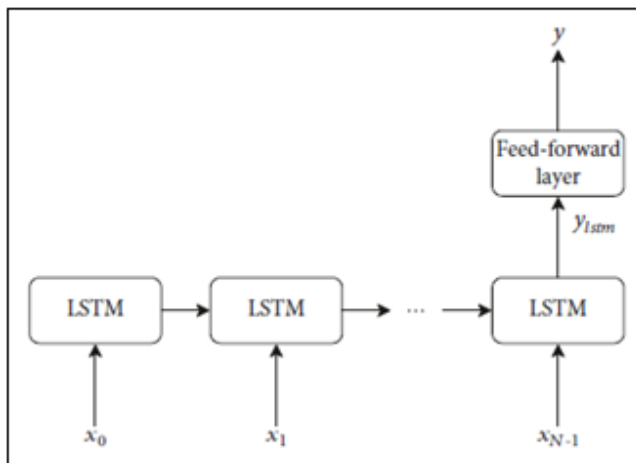 y
Feed-forward
layer
y_lstm
LSTM
LSTM
...
LSTM
x_0
x_1
x_N-1